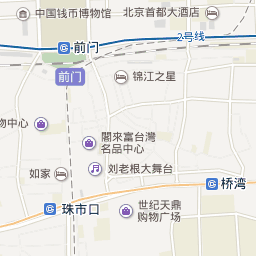 中国钱币博物馆
北京首都大酒店
2号线
前门
前门
锦江之星
物中心
閣來富台灣
名品中心
刘老根大舞台
如家
桥湾
珠市口
世纪天鼎
购物广场